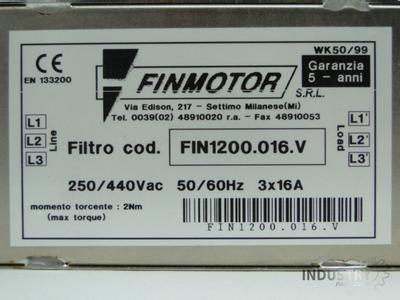 CE
EN 133200
FINMOTOR
S.R.L.
WK50/99
Garanzia
5 - anni
Via Edison, 217 - Settimo Milanese(Mi)
Tel. 0039(02) 48910020 r.a. - Fax 48910053
L1
L2
L3
Line
Filtro cod. FIN1200.016.V
Load
L1'
L2'
L3'
250/440Vac 50/60Hz 3x16A
momento torcente : 2Nm
(max torque)
FIN1200.016.V
INDUSTRY